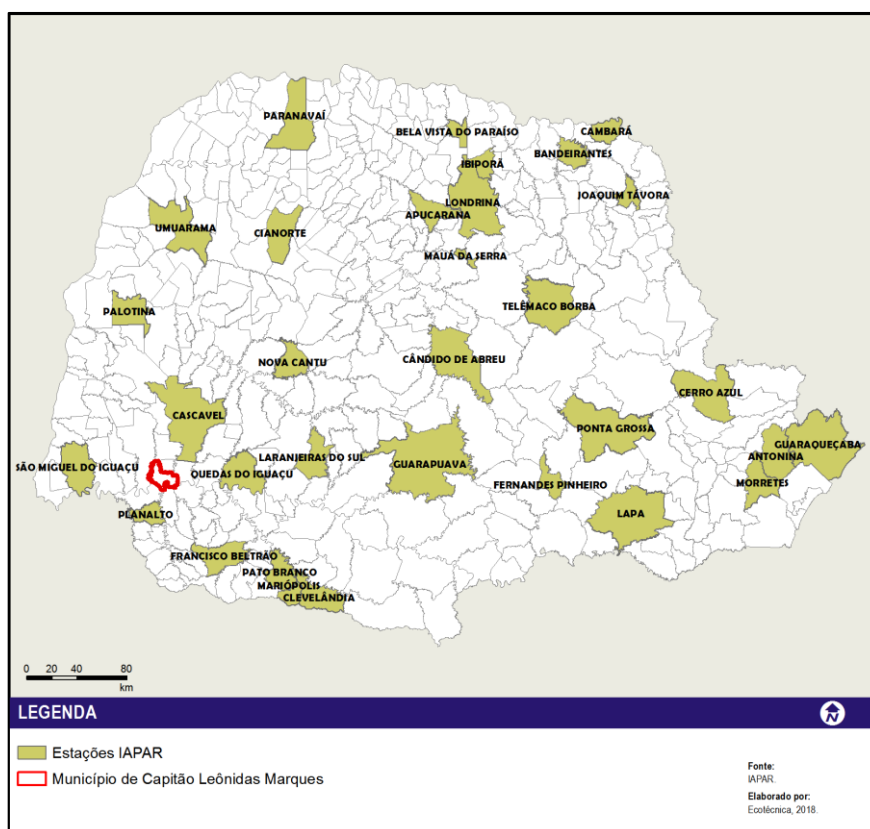 PARANAVAÍ
BELA VISTA DO PARAÍSO
CAMBARÁ
BANDEIRANTES
IBIPORÃ
JOAQUIM TÁVORA
LONDRINA
APUCARANA
UMUARAMA
CIANORTE
MAUÁ DA SERRA
TELÊMACO BORBA
PALOTINA
NOVA CANTU
CÂNDIDO DE ABREU
CERRO AZUL
CASCAVEL
PONTA GROSSA
GUARAQUEÇABA
LARANJEIRAS DO SUL
ANTONINA
SÃO MIGUEL DO IGUAÇÚ
QUEDAS DO IGUAÇU
GUARAPUAVA
FERNANDES PINHEIRO
MORRETES
PLANALTO
LAPA
FRANCISCO BELTRÃO
PATO BRANCO
MARIÓPOLIS
CLEVELÂNDIA
0 20 40 80
km
LEGENDA
N
Estações IAPAR
Município de Capitão Leônidas Marques
Fonte:
IAPAR.
Elaborado por:
Ecotécnica, 2018.